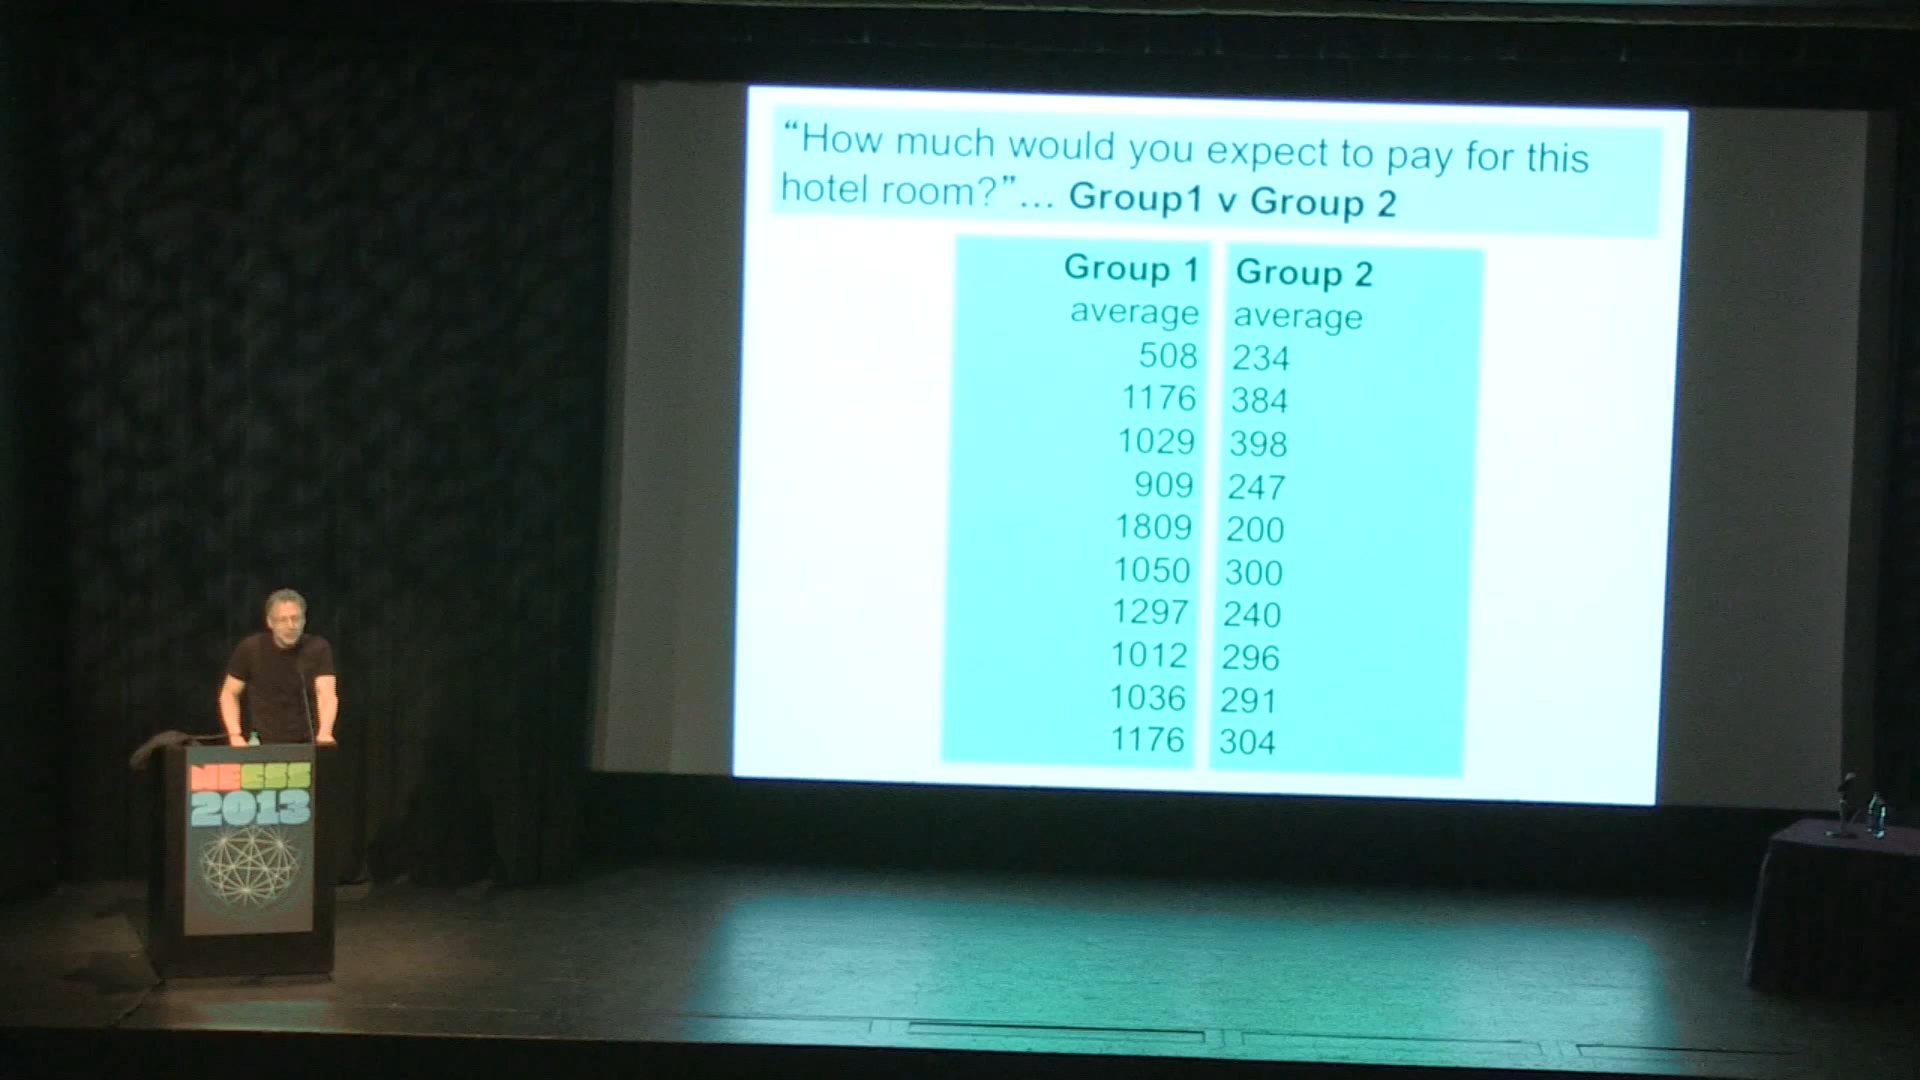 “How much would you expect to pay for this
hotel room?”... Group1 v Group 2
Group 1 Group 2
average average
508 234
1176 384
1029 398
909 247
1809 200
1050 300
1297 240
1012 296
1036 291
1176 304
NECSS
2013